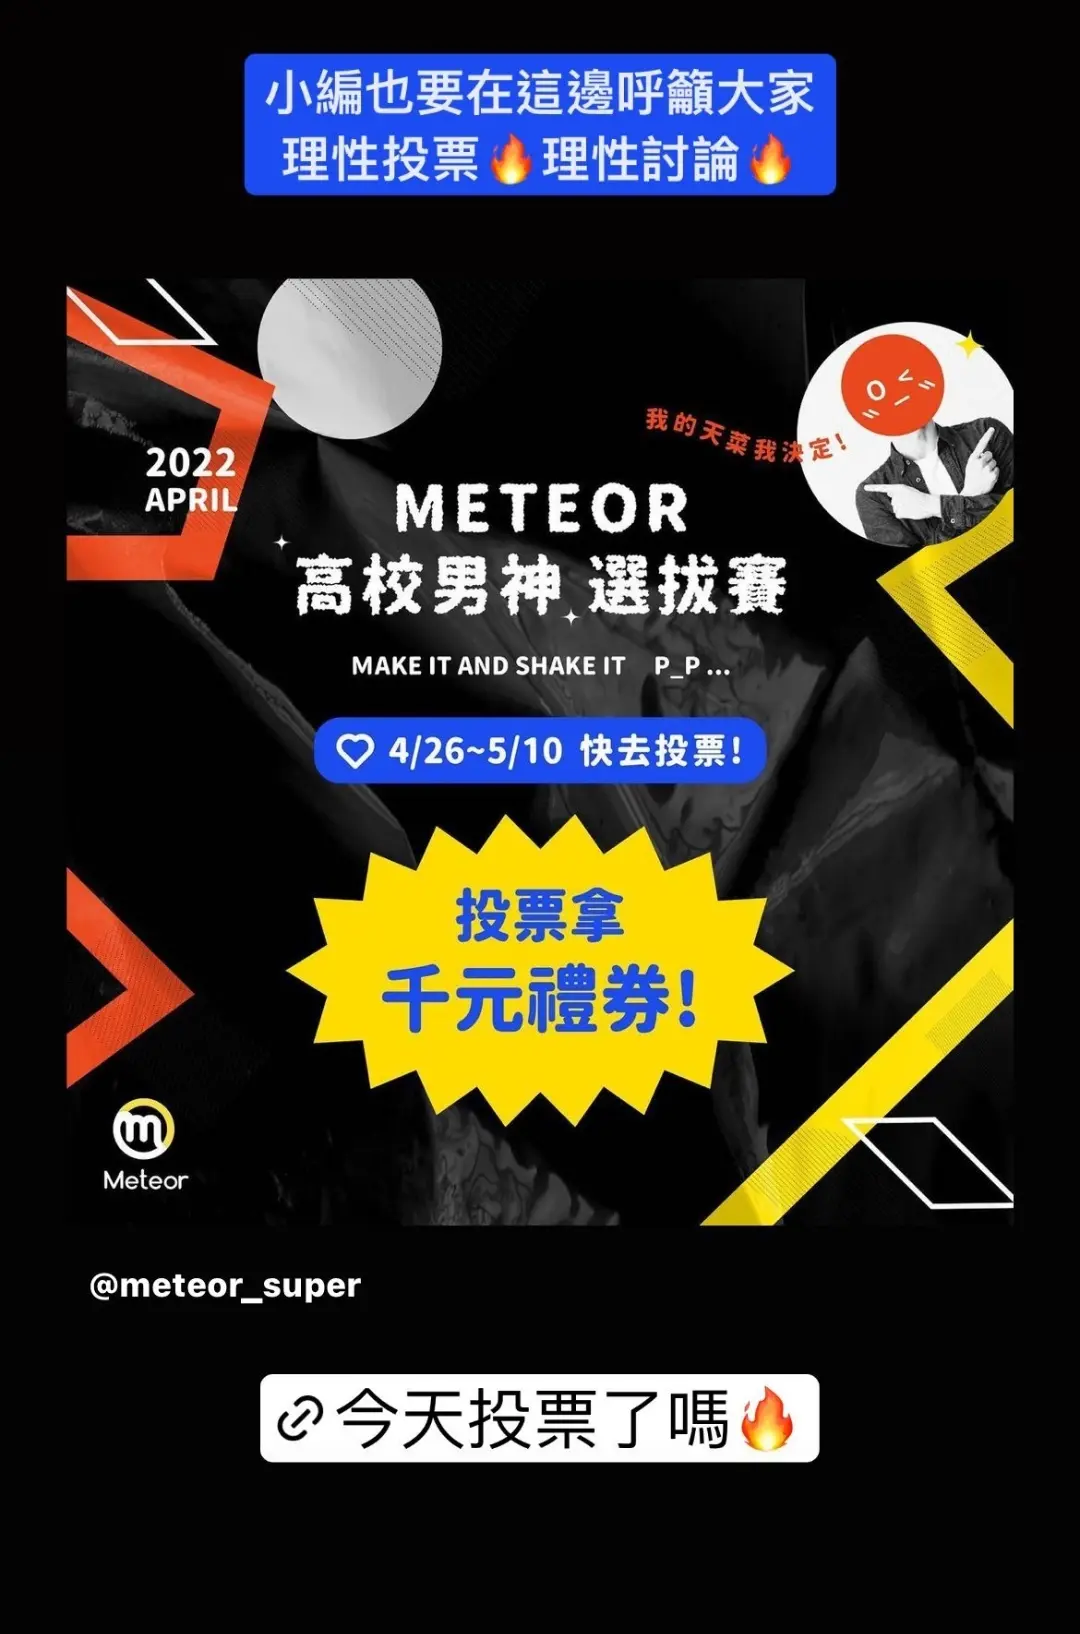 小編也要在這邊呼籲大家
理性投票🔥理性討論🔥
2022
APRIL
我的天菜我決定!
METEOR
高校男神 選拔賽
MAKE IT AND SHAKE IT P_P...
4/26~5/10 快去投票!
投票拿
千元禮券!
m
Meteor
@meteor_super
今天投票了嗎🔥